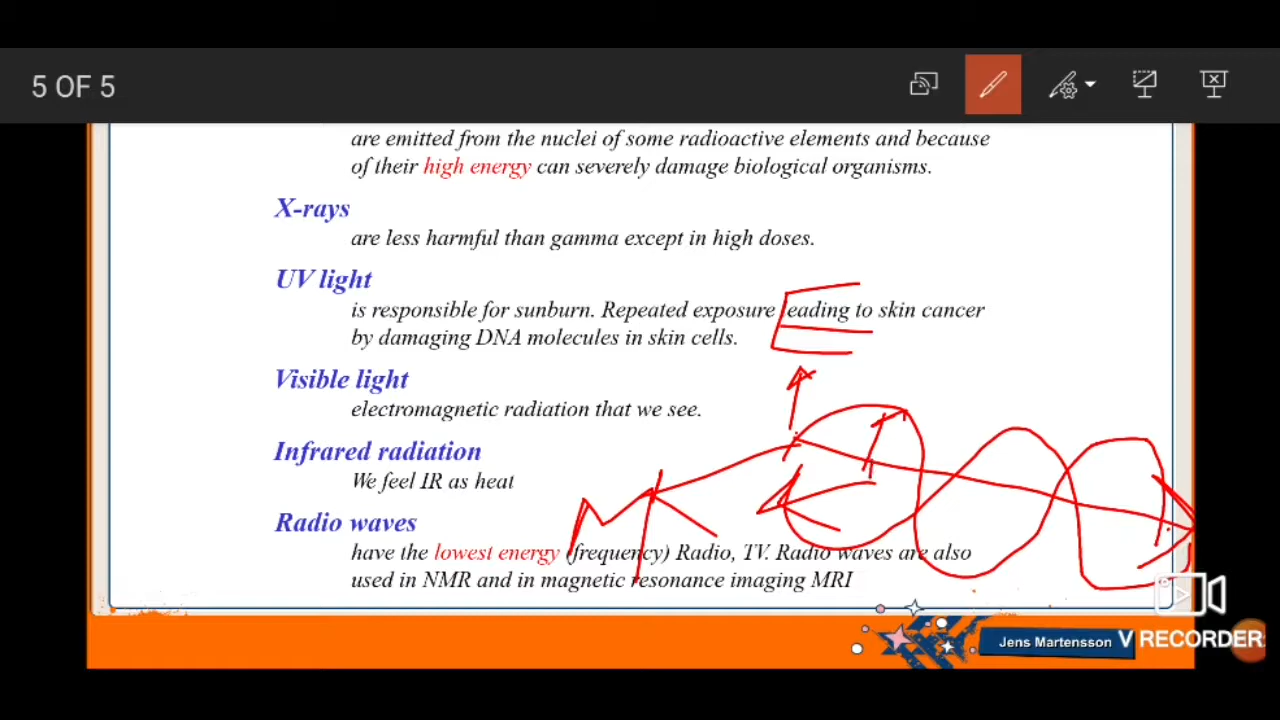 5 OF 5
are emitted from the nuclei of some radioactive elements and because
of their high energy can severely damage biological organisms.
X-rays
are less harmful than gamma except in high doses.
UV light
is responsible for sunburn. Repeated exposure leading to skin cancer
by damaging DNA molecules in skin cells.
Visible light
electromagnetic radiation that we see.
Infrared radiation
We feel IR as heat
Radio waves
have the lowest energy (frequency) Radio, TV. Radio waves are also
used in NMR and in magnetic resonance imaging MRI
Jens Martensson
V RECORDER
E
M